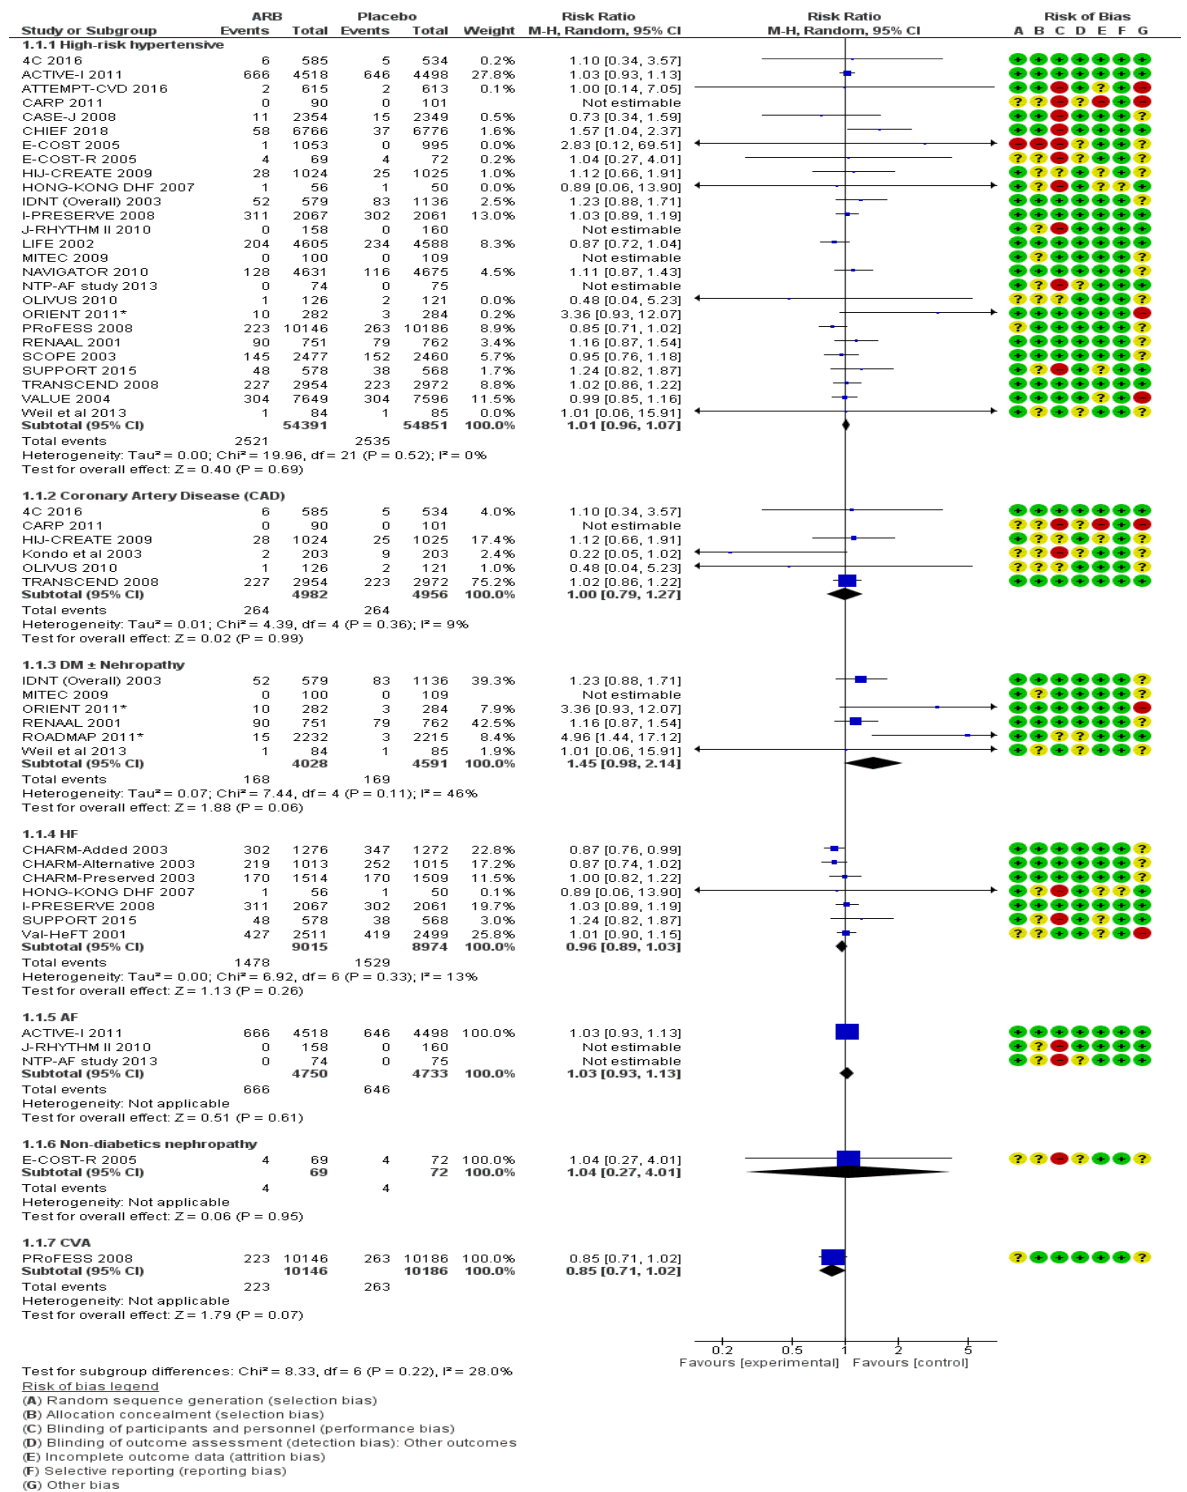 ARB Placebo Risk Ratio Risk Ratio Risk of Bias
Study or Subgroup Events Total Events Total Weight M-H, Random, 95% CI M-H, Random, 95% CI A B C D E F G
1.1.1 High-risk hypertensive
4C 2016 6 585 5 534 0.2% 1.10 [0.34, 3.57] + + + + + + +
ACTIVE-I 2011 666 4518 646 4498 27.8% 1.03 [0.93, 1.13] + + + + + + +
ATTEMPT-CVD 2016 2 615 2 613 0.1% 1.00 [0.14, 7.05] + + - + ? + -
CARP 2011 0 90 0 101 Not estimable ? ? - ? - + -
CASE-J 2008 11 2354 15 2349 0.5% 0.73 [0.34, 1.59] + + - + + + ?
CHIEF 2018 58 6766 37 6776 1.6% 1.57 [1.04, 2.37] + + - + + + +
E-COST 2005 1 1053 0 995 0.0% 2.83 [0.12, 69.51] - - - ? + + ?
E-COST-R 2005 4 69 4 72 0.2% 1.04 [0.27, 4.01] ? ? - ? + + ?
HIJ-CREATE 2009 28 1024 25 1025 1.0% 1.12 [0.66, 1.91] + ? ? + ? + ?
HONG-KONG DHF 2007 1 56 1 50 0.0% 0.89 [0.06, 13.90] + ? - + ? ? +
IDNT (Overall) 2003 52 579 83 1136 2.5% 1.23 [0.88, 1.71] + + + + + + ?
I-PRESERVE 2008 311 2067 302 2061 13.0% 1.03 [0.89, 1.19] + + + + + + +
J-RHYTHM II 2010 0 158 0 160 Not estimable + ? - + + + +
LIFE 2002 204 4605 234 4588 8.3% 0.87 [0.72, 1.04] + + + + + + +
MITEC 2009 0 100 0 109 Not estimable + ? + + + + ?
NAVIGATOR 2010 128 4631 116 4675 4.5% 1.11 [0.87, 1.43] + + + + + + ?
NTP-AF study 2013 0 74 0 75 Not estimable + ? - ? + + +
OLIVUS 2010 1 126 2 121 0.0% 0.48 [0.04, 5.23] ? ? ? + + + ?
ORIENT 2011* 10 282 3 284 0.2% 3.36 [0.93, 12.07] + + + + + + -
PRoFESS 2008 223 10146 263 10186 8.9% 0.85 [0.71, 1.02] ? + + + + + ?
RENAAL 2001 90 751 79 762 3.4% 1.16 [0.87, 1.54] + + + + + + ?
SCOPE 2003 145 2477 152 2460 5.7% 0.95 [0.76, 1.18] + + + + + + ?
SUPPORT 2015 48 578 38 568 1.7% 1.24 [0.82, 1.87] + ? - + ? + ?
TRANSCEND 2008 227 2954 223 2972 8.8% 1.02 [0.86, 1.22] + + + + + + +
VALUE 2004 304 7649 304 7596 11.5% 0.99 [0.85, 1.16] + + + + ? + -
Weil et al 2013 1 84 1 85 0.0% 1.01 [0.06, 15.91] + ? + ? + + ?
Subtotal (95% CI) 54391 54851 100.0% 1.01 [0.96, 1.07]
Total events 2521 2535
Heterogeneity: Tau² = 0.00; Chi² = 19.96, df = 21 (P = 0.52); I² = 0%
Test for overall effect: Z = 0.40 (P = 0.69)
1.1.2 Coronary Artery Disease (CAD)
4C 2016 6 585 5 534 4.0% 1.10 [0.34, 3.57] + + + + + + +
CARP 2011 0 90 0 101 Not estimable ? ? - ? - + -
HIJ-CREATE 2009 28 1024 25 1025 17.4% 1.12 [0.66, 1.91] + ? ? + ? + ?
Kondo et al 2003 2 203 9 203 2.4% 0.22 [0.05, 1.02] ? ? - ? + + ?
OLIVUS 2010 1 126 2 121 1.0% 0.48 [0.04, 5.23] ? ? ? + + + ?
TRANSCEND 2008 227 2954 223 2972 75.2% 1.02 [0.86, 1.22] + + + + + + +
Subtotal (95% CI) 4982 4956 100.0% 1.00 [0.79, 1.27]
Total events 264 264
Heterogeneity: Tau² = 0.01; Chi² = 4.39, df = 4 (P = 0.36); I² = 9%
Test for overall effect: Z = 0.02 (P = 0.99)
1.1.3 DM ± Nehropathy
IDNT (Overall) 2003 52 579 83 1136 39.3% 1.23 [0.88, 1.71] + + + + + + ?
MITEC 2009 0 100 0 109 Not estimable + ? + + + + ?
ORIENT 2011* 10 282 3 284 7.9% 3.36 [0.93, 12.07] + + + + + + -
RENAAL 2001 90 751 79 762 42.5% 1.16 [0.87, 1.54] + + + + + + ?
ROADMAP 2011* 15 2232 3 2215 8.4% 4.96 [1.44, 17.12] + + ? ? + + +
Weil et al 2013 1 84 1 85 1.9% 1.01 [0.06, 15.91] + ? + ? + + ?
Subtotal (95% CI) 4028 4591 100.0% 1.45 [0.98, 2.14]
Total events 168 169
Heterogeneity: Tau² = 0.07; Chi² = 7.44, df = 4 (P = 0.11); I² = 46%
Test for overall effect: Z = 1.88 (P = 0.06)
1.1.4 HF
CHARM-Added 2003 302 1276 347 1272 22.8% 0.87 [0.76, 0.99] + + + + + + ?
CHARM-Alternative 2003 219 1013 252 1015 17.2% 0.87 [0.74, 1.02] + + + + + + ?
CHARM-Preserved 2003 170 1514 170 1509 11.5% 1.00 [0.82, 1.22] + + + + + + ?
HONG-KONG DHF 2007 1 56 1 50 0.1% 0.89 [0.06, 13.90] + ? - + ? ? +
I-PRESERVE 2008 311 2067 302 2061 19.7% 1.03 [0.89, 1.19] + + + + + + +
SUPPORT 2015 48 578 38 568 3.0% 1.24 [0.82, 1.87] + ? - + ? + ?
Val-HeFT 2001 427 2511 419 2499 25.8% 1.01 [0.90, 1.15] ? ? + + ? + -
Subtotal (95% CI) 9015 8974 100.0% 0.96 [0.89, 1.03]
Total events 1478 1529
Heterogeneity: Tau² = 0.00; Chi² = 6.92, df = 6 (P = 0.33); I² = 13%
Test for overall effect: Z = 1.13 (P = 0.26)
1.1.5 AF
ACTIVE-I 2011 666 4518 646 4498 100.0% 1.03 [0.93, 1.13] + + + + + + +
J-RHYTHM II 2010 0 158 0 160 Not estimable + ? - + + + +
NTP-AF study 2013 0 74 0 75 Not estimable + ? - ? + + +
Subtotal (95% CI) 4750 4733 100.0% 1.03 [0.93, 1.13]
Total events 666 646
Heterogeneity: Not applicable
Test for overall effect: Z = 0.51 (P = 0.61)
1.1.6 Non-diabetics nephropathy
E-COST-R 2005 4 69 4 72 100.0% 1.04 [0.27, 4.01] ? ? - ? + + ?
Subtotal (95% CI) 69 72 100.0% 1.04 [0.27, 4.01]
Total events 4 4
Heterogeneity: Not applicable
Test for overall effect: Z = 0.06 (P = 0.95)
1.1.7 CVA
PRoFESS 2008 223 10146 263 10186 100.0% 0.85 [0.71, 1.02] ? + + + + + ?
Subtotal (95% CI) 10146 10186 100.0% 0.85 [0.71, 1.02]
Total events 223 263
Heterogeneity: Not applicable
Test for overall effect: Z = 1.79 (P = 0.07)
0.2 0.5 1 2 5
Favours [experimental] Favours [control]
Test for subgroup differences: Chi² = 8.33, df = 6 (P = 0.22), I² = 28.0%
Risk of bias legend
(A) Random sequence generation (selection bias)
(B) Allocation concealment (selection bias)
(C) Blinding of participants and personnel (performance bias)
(D) Blinding of outcome assessment (detection bias): Other outcomes
(E) Incomplete outcome data (attrition bias)
(F) Selective reporting (reporting bias)
(G) Other bias